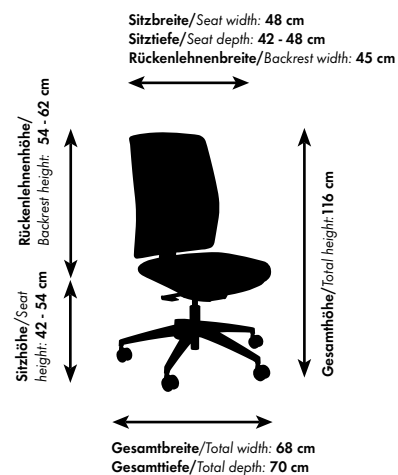 Sitzbreite/Seat width: 48 cm
Sitztiefe/Seat depth: 42 - 48 cm
Rückenlehnenbreite/Backrest width: 45 cm
Rückenlehnenhöhe/
Backrest height: 54 - 62 cm
Sitzhöhe/Seat
height: 42 - 54 cm
Gesamthöhe/Total height:116 cm
Gesamtbreite/Total width: 68 cm
Gesamttiefe/Total depth: 70 cm